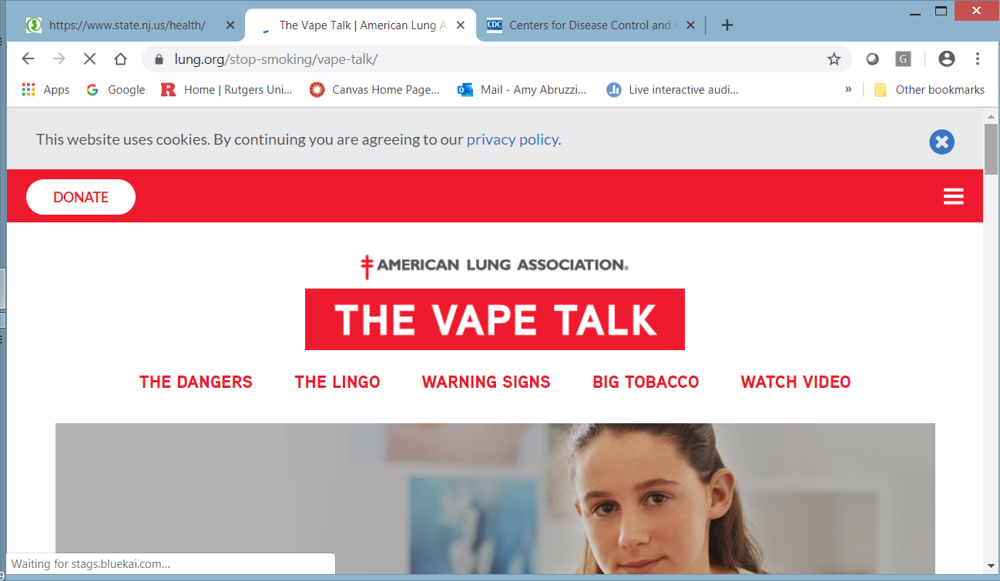 https://www.state.nj.us/health/
The Vape Talk | American Lung A
CDC
Centers for Disease Control and P
lung.org/stop-smoking/vape-talk/
G
Apps
G
Google
R
Home | Rutgers Uni...
Canvas Home Page...
Mail - Amy Abruzzi...
Live interactive audi...
»
Other bookmarks
This website uses cookies. By continuing you are agreeing to our privacy policy.
DONATE
AMERICAN LUNG ASSOCIATION®
THE VAPE TALK
THE DANGERS
THE LINGO
WARNING SIGNS
BIG TOBACCO
WATCH VIDEO
Waiting for stags.bluekai.com...
9